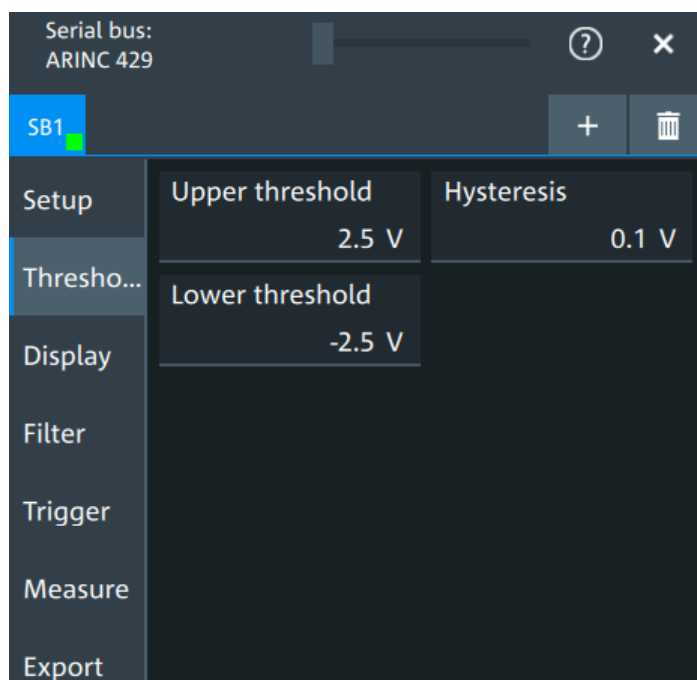 Serial bus:
ARINC 429
?
SB1
Setup
Thresho...
Display
Filter
Trigger
Measure
Export
Upper threshold
2.5 V
Hysteresis
0.1 V
Lower threshold
-2.5 V